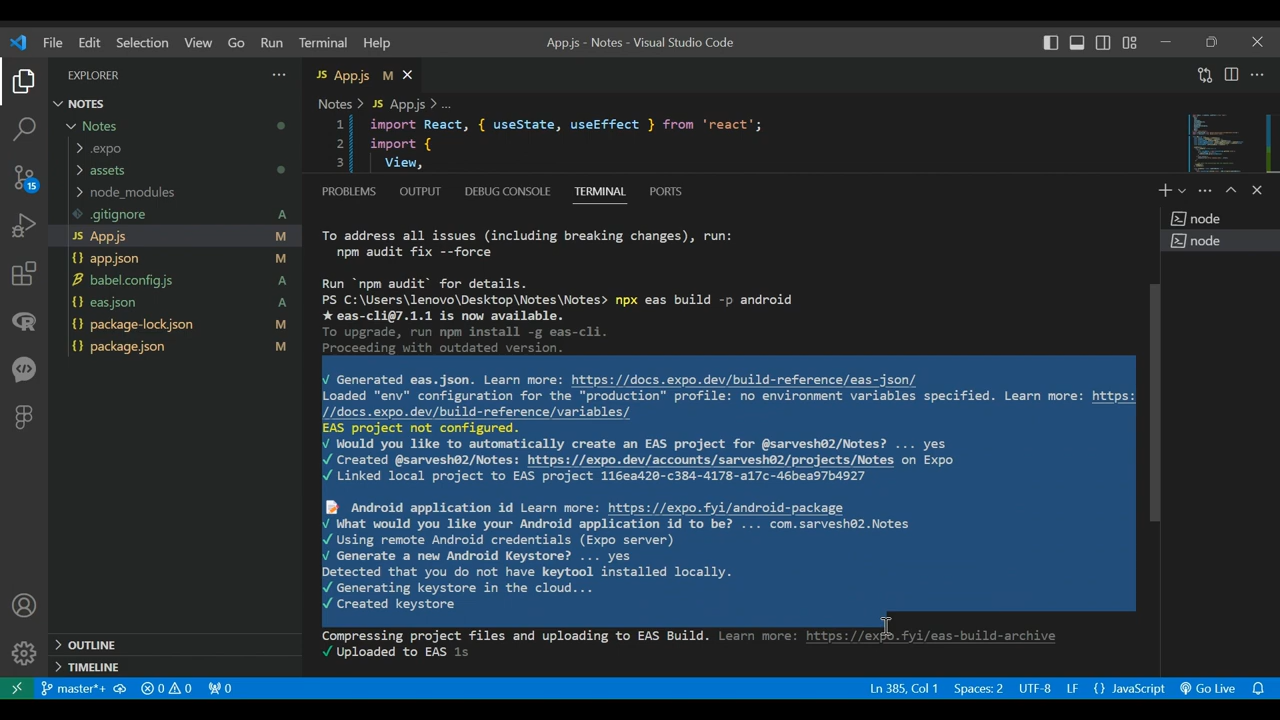 File Edit Selection View Go Run Terminal Help App.js - Notes - Visual Studio Code
EXPLORER
NOTES
Notes
.expo
assets
node_modules
.gitignore A
JS App.js M
{} app.json M
babel.config.js A
{} eas.json A
{} package-lock.json M
{} package.json M
OUTLINE
TIMELINE
15
JS App.js M
Notes > JS App.js > ...
1 import React, { useState, useEffect } from 'react';
2 import {
3 View,
PROBLEMS OUTPUT DEBUG CONSOLE TERMINAL PORTS
node
node
To address all issues (including breaking changes), run:
npm audit fix --force
Run `npm audit` for details.
PS C:\Users\lenovo\Desktop\Notes\Notes> npx eas build -p android
★ eas-cli@7.1.1 is now available.
To upgrade, run npm install -g eas-cli.
Proceeding with outdated version.
√ Generated eas.json. Learn more: https://docs.expo.dev/build-reference/eas-json/
Loaded "env" configuration for the "production" profile: no environment variables specified. Learn more: https:
//docs.expo.dev/build-reference/variables/
EAS project not configured.
√ Would you like to automatically create an EAS project for @sarvesh02/Notes? ... yes
√ Created @sarvesh02/Notes: https://expo.dev/accounts/sarvesh02/projects/Notes on Expo
√ Linked local project to EAS project 116ea420-c384-4178-a17c-46bea97b4927
📝 Android application id Learn more: https://expo.fyi/android-package
√ What would you like your Android application id to be? ... com.sarvesh02.Notes
√ Using remote Android credentials (Expo server)
√ Generate a new Android Keystore? ... yes
Detected that you do not have keytool installed locally.
√ Generating keystore in the cloud...
√ Created keystore
Compressing project files and uploading to EAS Build. Learn more: https://expo.fyi/eas-build-archive
√ Uploaded to EAS 1s
master*+ 0 0 0 Ln 385, Col 1 Spaces: 2 UTF-8 LF {} JavaScript Go Live